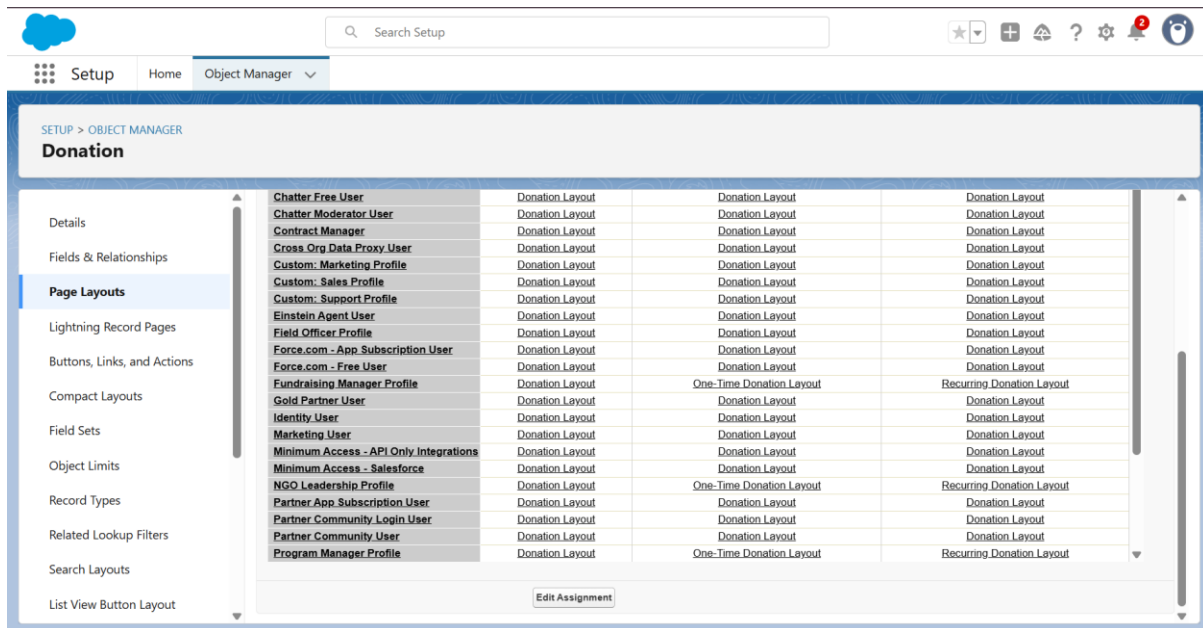 Search Setup
2
Setup Home Object Manager
SETUP > OBJECT MANAGER
Donation
Details
Fields & Relationships
Page Layouts
Lightning Record Pages
Buttons, Links, and Actions
Compact Layouts
Field Sets
Object Limits
Record Types
Related Lookup Filters
Search Layouts
List View Button Layout
Chatter Free User Donation Layout Donation Layout Donation Layout
Chatter Moderator User Donation Layout Donation Layout Donation Layout
Contract Manager Donation Layout Donation Layout Donation Layout
Cross Org Data Proxy User Donation Layout Donation Layout Donation Layout
Custom: Marketing Profile Donation Layout Donation Layout Donation Layout
Custom: Sales Profile Donation Layout Donation Layout Donation Layout
Custom: Support Profile Donation Layout Donation Layout Donation Layout
Einstein Agent User Donation Layout Donation Layout Donation Layout
Field Officer Profile Donation Layout Donation Layout Donation Layout
Force.com - App Subscription User Donation Layout Donation Layout Donation Layout
Force.com - Free User Donation Layout Donation Layout Donation Layout
Fundraising Manager Profile Donation Layout One-Time Donation Layout Recurring Donation Layout
Gold Partner User Donation Layout Donation Layout Donation Layout
Identity User Donation Layout Donation Layout Donation Layout
Marketing User Donation Layout Donation Layout Donation Layout
Minimum Access - API Only Integrations Donation Layout Donation Layout Donation Layout
Minimum Access - Salesforce Donation Layout Donation Layout Donation Layout
NGO Leadership Profile Donation Layout One-Time Donation Layout Recurring Donation Layout
Partner App Subscription User Donation Layout Donation Layout Donation Layout
Partner Community Login User Donation Layout Donation Layout Donation Layout
Partner Community User Donation Layout Donation Layout Donation Layout
Program Manager Profile Donation Layout One-Time Donation Layout Recurring Donation Layout
Edit Assignment